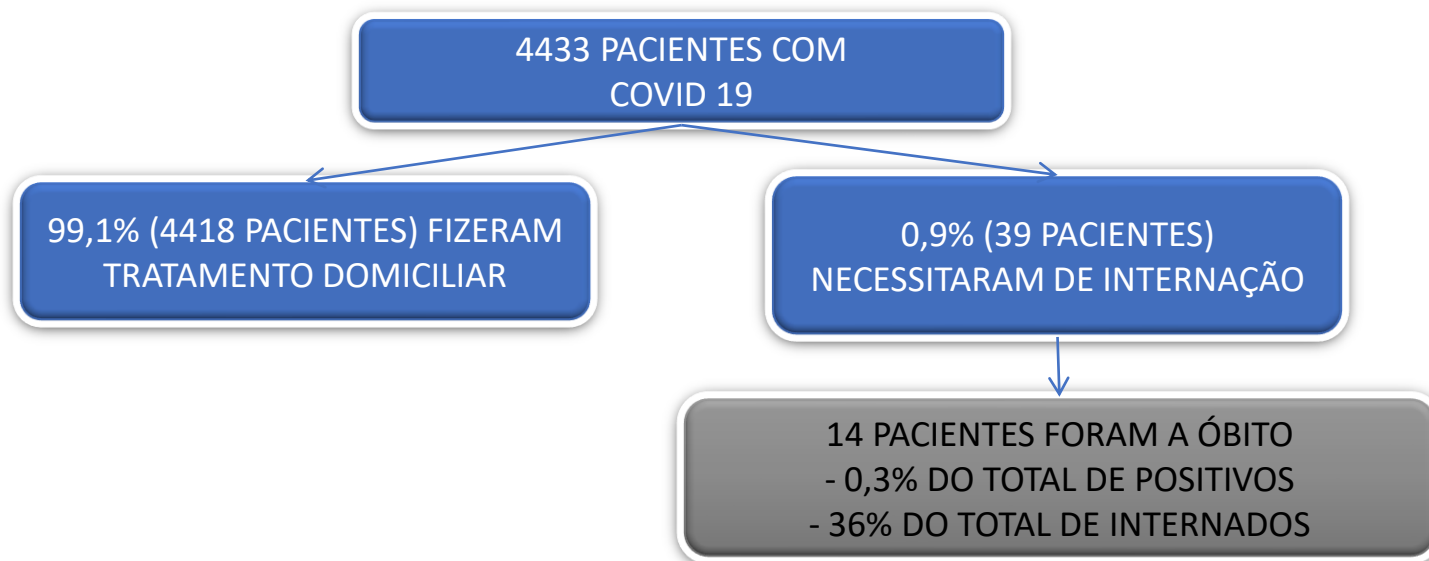 4433 PACIENTES COM
COVID 19
99,1% (4418 PACIENTES) FIZERAM
TRATAMENTO DOMICILIAR
0,9% (39 PACIENTES)
NECESSITARAM DE INTERNAÇÃO
14 PACIENTES FORAM A ÓBITO
- 0,3% DO TOTAL DE POSITIVOS
- 36% DO TOTAL DE INTERNADOS